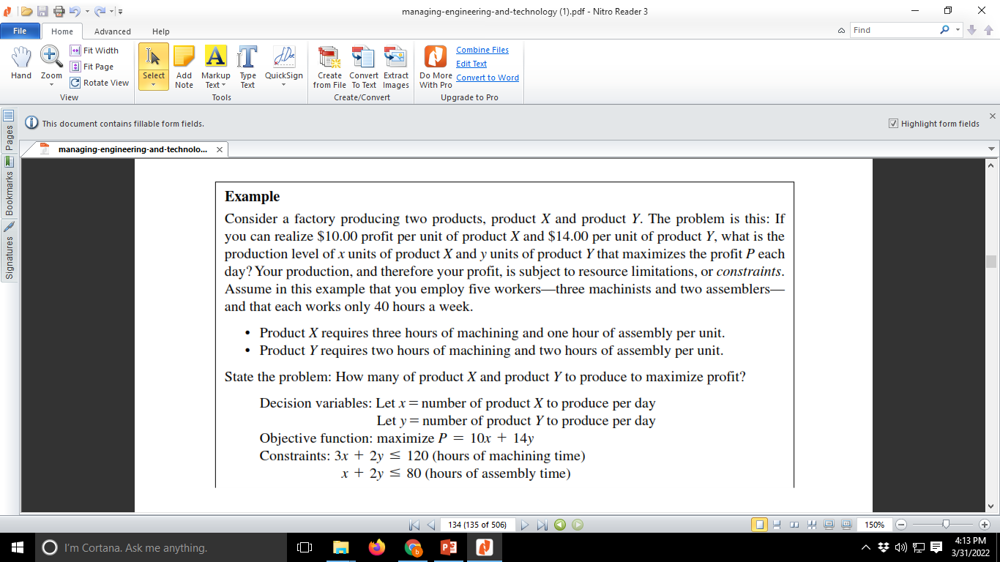 managing-engineering-and-technology (1).pdf - Nitro Reader 3
File Home Advanced Help
Find
Hand
Zoom
Fit Width
Fit Page
Rotate View
View
Select
Add Note
Markup Text
Type Text
QuickSign
Tools
Create from File
Convert To Text
Extract Images
Create/Convert
Do More With Pro
Combine Files
Edit Text
Convert to Word
Upgrade to Pro
This document contains fillable form fields.
Highlight form fields
managing-engineering-and-technolo...
Pages
Bookmarks
Signatures
Example
Consider a factory producing two products, product X and product Y. The problem is this: If
you can realize $10.00 profit per unit of product X and $14.00 per unit of product Y, what is the
production level of x units of product X and y units of product Y that maximizes the profit P each
day? Your production, and therefore your profit, is subject to resource limitations, or constraints.
Assume in this example that you employ five workers—three machinists and two assemblers—
and that each works only 40 hours a week.
• Product X requires three hours of machining and one hour of assembly per unit.
• Product Y requires two hours of machining and two hours of assembly per unit.
State the problem: How many of product X and product Y to produce to maximize profit?
Decision variables: Let x = number of product X to produce per day
Let y = number of product Y to produce per day
Objective function: maximize P = 10x + 14y
Constraints: 3x + 2y ≤ 120 (hours of machining time)
x + 2y ≤ 80 (hours of assembly time)
134 (135 of 506)
150%
I'm Cortana. Ask me anything.
4:13 PM
3/31/2022